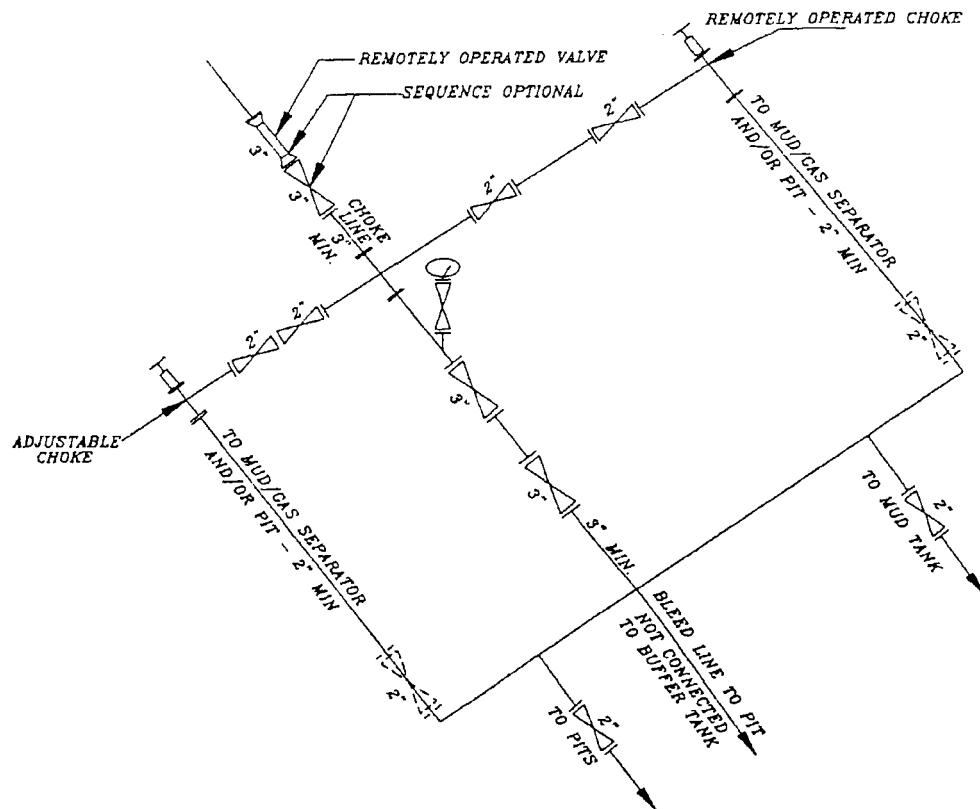 REMOTELY OPERATED CHOKE
REMOTELY OPERATED VALVE
SEQUENCE OPTIONAL
3"
3"
CHOKE
LINE
3"
MIN.
2"
2"
TO MUD/GAS SEPARATOR
AND/OR PIT - 2" MIN
2"
2"
2"
ADJUSTABLE
CHOKE
TO MUD/GAS SEPARATOR
AND/OR PIT - 2" MIN
2"
3"
3"
3" MIN.
BLEED LINE TO PIT
NOT CONNECTED
TO BUFFER TANK
2"
TO MUD TANK
2"
TO PITS